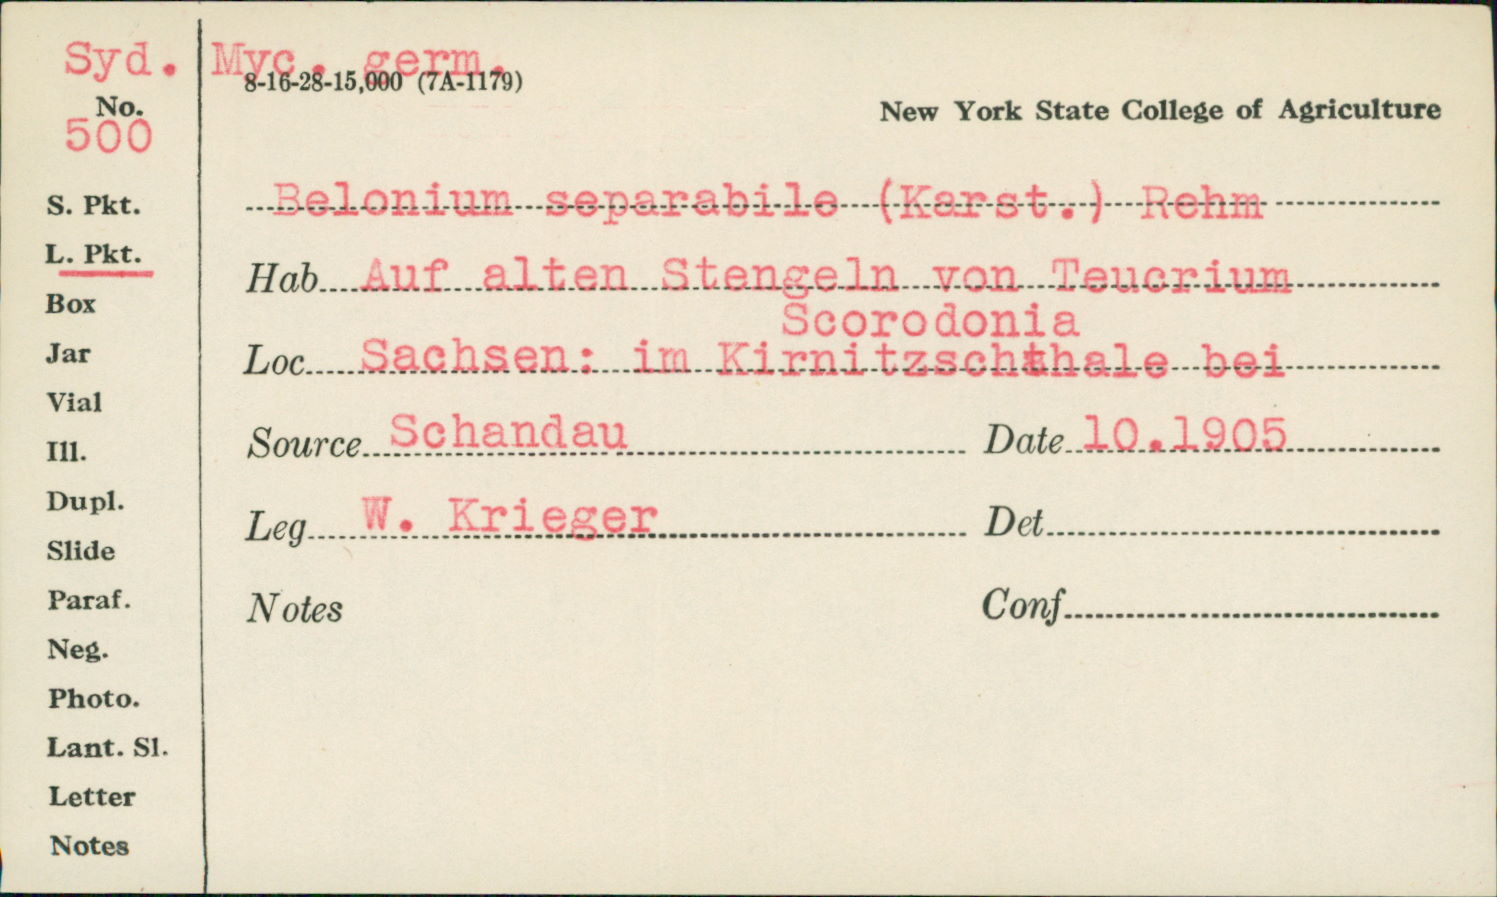 Syd. Myc. germ.
8-16-28-15,000 (7A-1179)
No.
500
New York State College of Agriculture
S. Pkt.
Belonium separabile (Karst.) Rehm
L. Pkt.
Hab. Auf alten Stengeln von Teucrium
Scorodonia
Box
Jar
Loc. Sachsen: im Kirnitzschthale bei
Vial
Ill.
Source Schandau Date 10.1905
Dupl.
Leg. W. Krieger Det.
Slide
Paraf.
Notes Conf.
Neg.
Photo.
Lant. Sl.
Letter
Notes